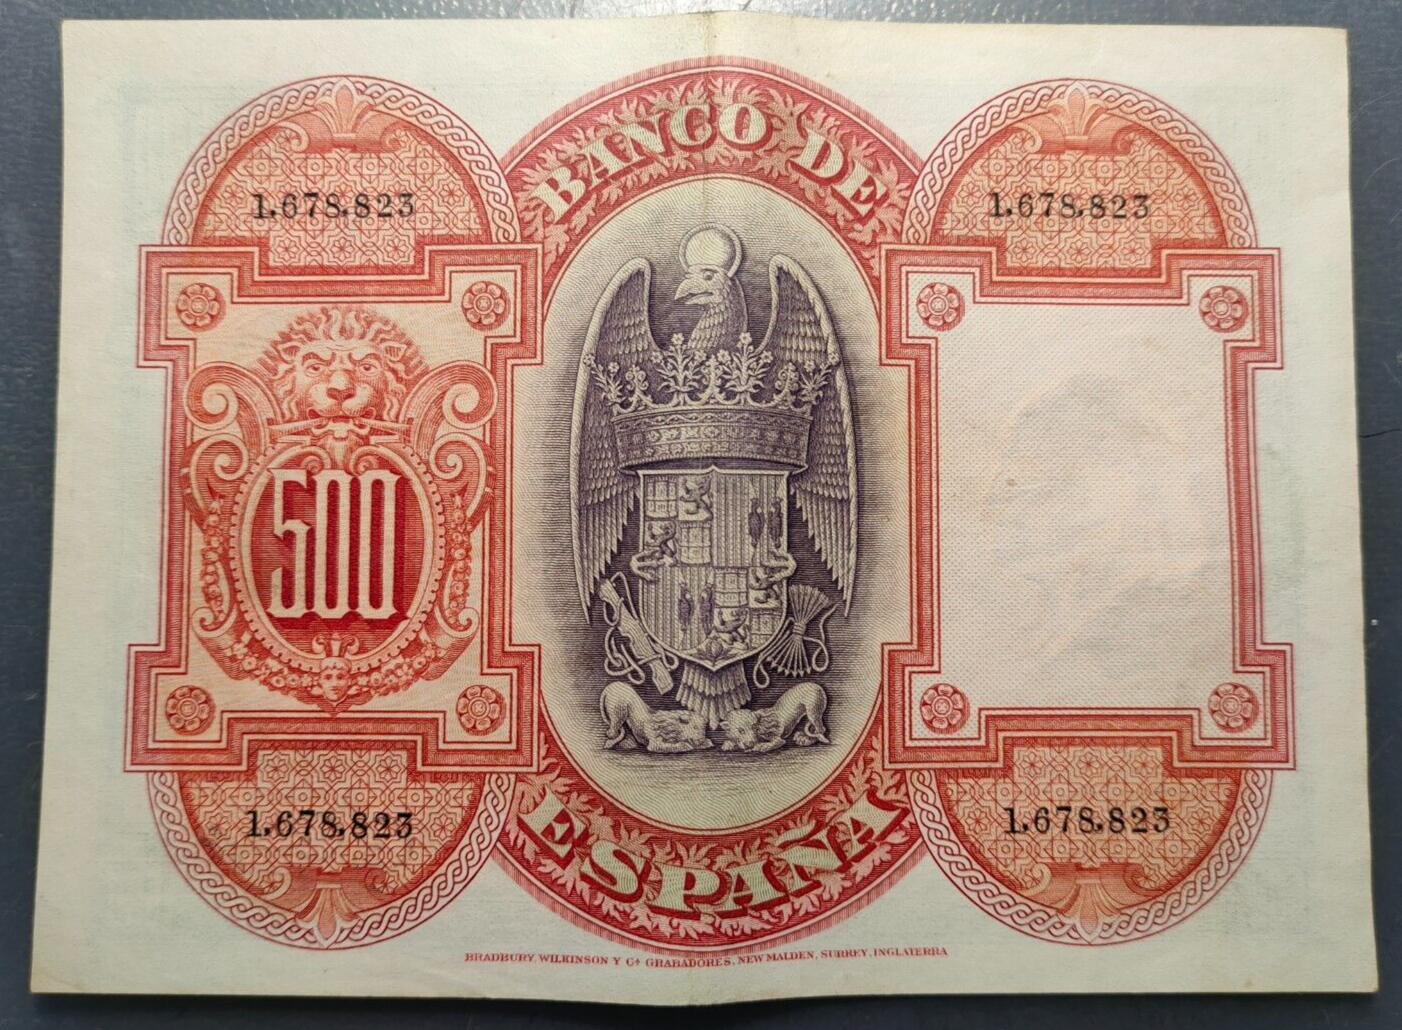 BANCO DE
1.678.823
1.678.823
500
1.678.823
1.678.823
ESPAÑA
BRADBURY, WILKINSON Y Cª GRABADORES, NEW MALDEN, SURREY, INGLATERRA